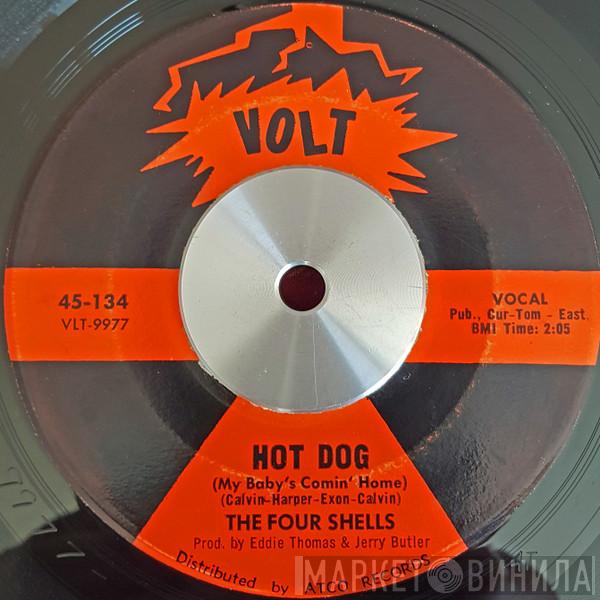 VOLT
45-134
VLT-9977
VOCAL
Pub., Cur-Tom - East.
BMI Time: 2:05
HOT DOG
(My Baby's Comin' Home)
(Calvin-Harper-Exon-Calvin)
THE FOUR SHELLS
Prod. by Eddie Thomas & Jerry Butler
Distributed by ATCO RECORDS
МАРКЕТ ВИНИЛА